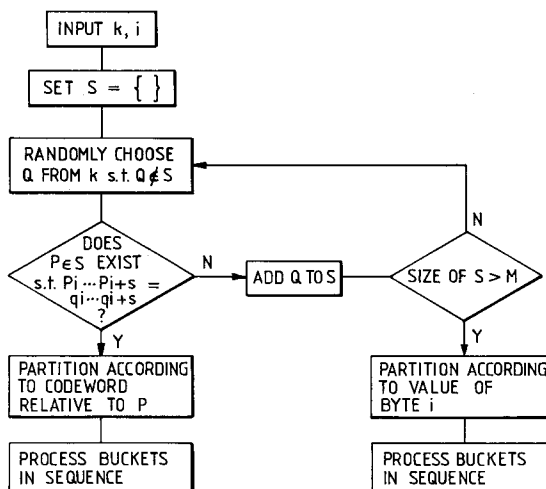 INPUT k, i
SET S = { }
RANDOMLY CHOOSE
Q FROM k s.t. Q∉S
DOES
P∈S EXIST
s.t. Pi···Pi+s =
qi···qi+s
?
N
Y
ADD Q TO S
N
SIZE OF S > M
Y
PARTITION ACCORDING
TO CODEWORD
RELATIVE TO P
PROCESS BUCKETS
IN SEQUENCE
PARTITION ACCORDING
TO VALUE OF
BYTE i
PROCESS BUCKETS
IN SEQUENCE